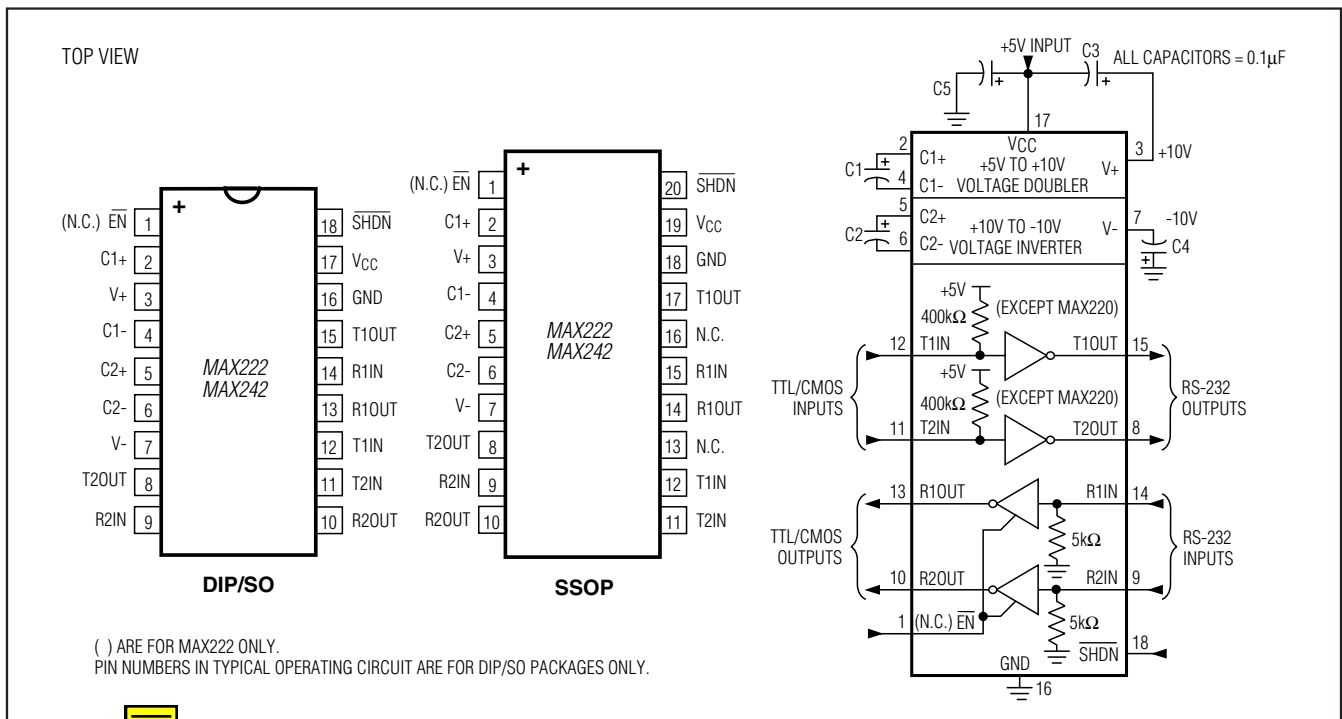 TOP VIEW
+
(N.C.) EN 1
C1+ 2
V+ 3
C1- 4
C2+ 5
C2- 6
V- 7
T2OUT 8
R2IN 9
18 SHDN
17 VCC
16 GND
15 T1OUT
14 R1IN
13 R1OUT
12 T1IN
11 T2IN
10 R2OUT
MAX222
MAX242
DIP/SO
+
(N.C.) EN 1
C1+ 2
V+ 3
C1- 4
C2+ 5
C2- 6
V- 7
T2OUT 8
R2IN 9
R2OUT 10
20 SHDN
19 VCC
18 GND
17 T1OUT
16 N.C.
15 R1IN
14 R1OUT
13 N.C.
12 T1IN
11 T2IN
MAX222
MAX242
SSOP
( ) ARE FOR MAX222 ONLY.
PIN NUMBERS IN TYPICAL OPERATING CIRCUIT ARE FOR DIP/SO PACKAGES ONLY.
+5V INPUT C3 ALL CAPACITORS = 0.1µF
C5 + +
17
VCC
2 C1+ +5V TO +10V V+ 3 +10V
C1 +
4 C1- VOLTAGE DOUBLER
5 C2+ +10V TO -10V V- 7 -10V
C2 +
6 C2- VOLTAGE INVERTER
C4 +
+5V
400kΩ (EXCEPT MAX220)
12 T1IN T1OUT 15
+5V
TTL/CMOS INPUTS
RS-232 OUTPUTS
400kΩ (EXCEPT MAX220)
11 T2IN T2OUT 8
13 R1OUT R1IN 14
5kΩ
TTL/CMOS OUTPUTS
RS-232 INPUTS
10 R2OUT R2IN 9
5kΩ
1 (N.C.) EN
SHDN 18
GND
16